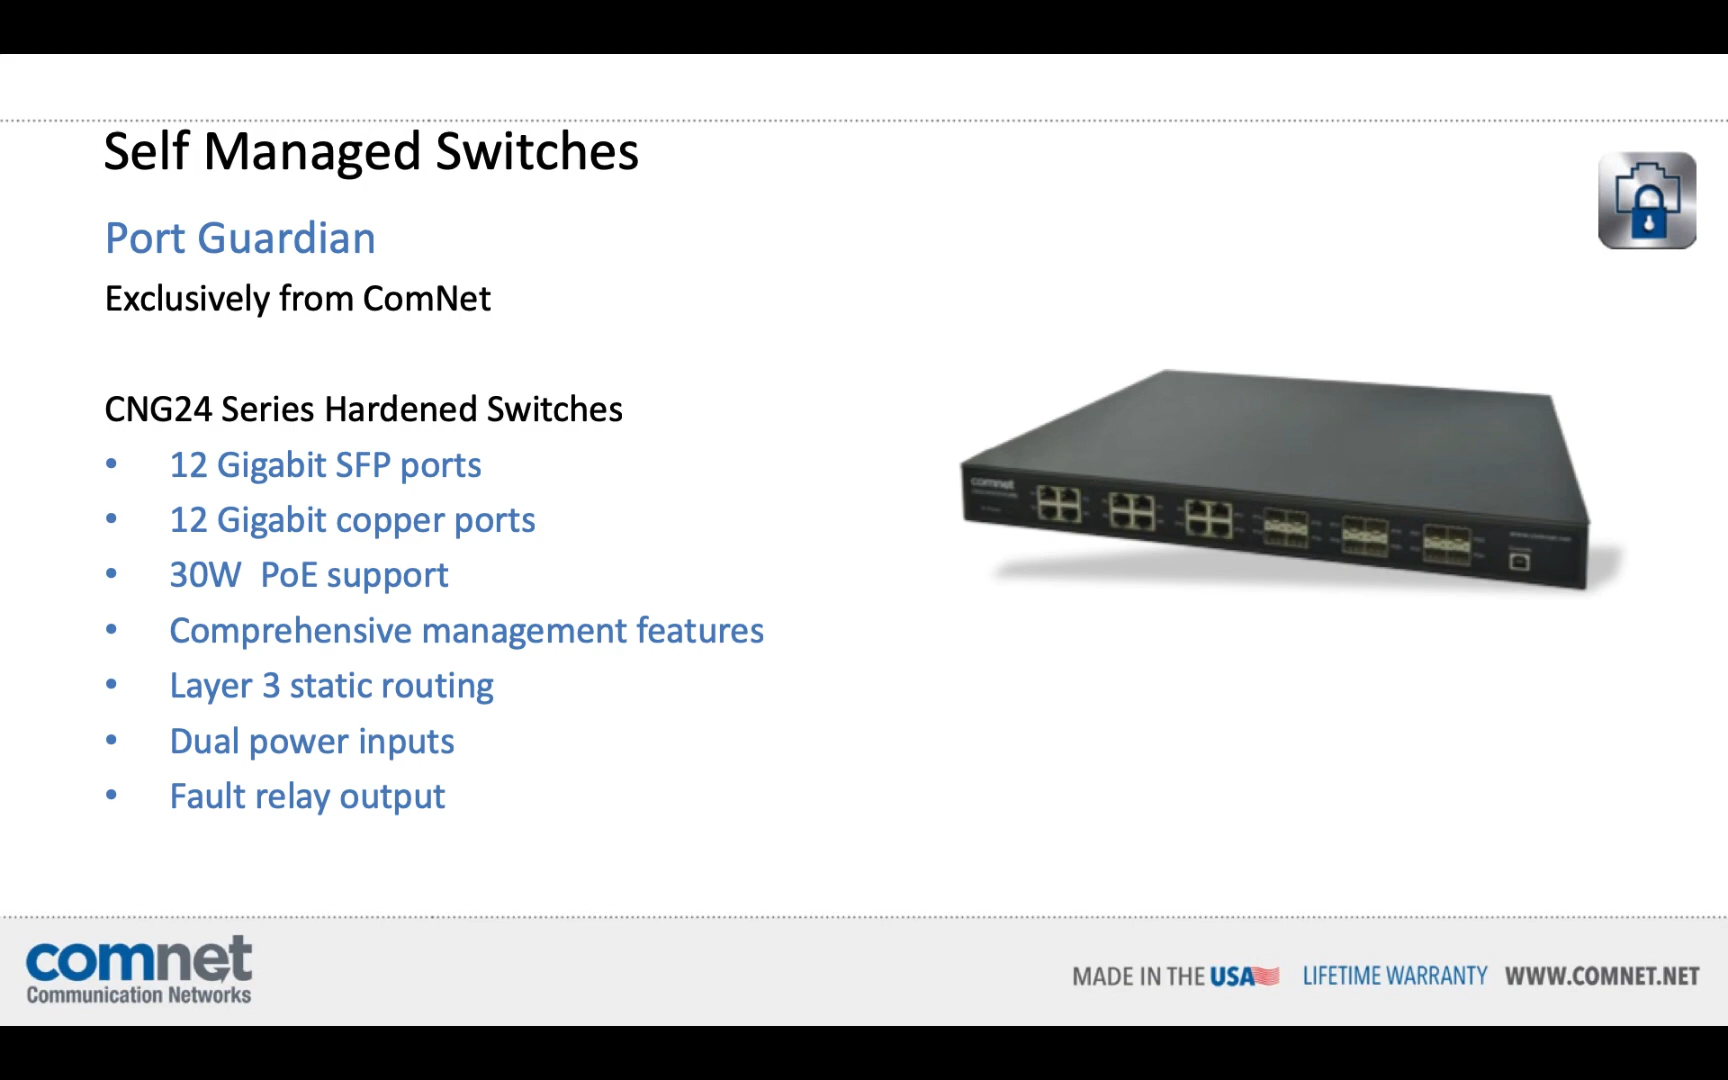 Self Managed Switches
Port Guardian
Exclusively from ComNet
CNG24 Series Hardened Switches
• 12 Gigabit SFP ports
• 12 Gigabit copper ports
• 30W  PoE support
• Comprehensive management features
• Layer 3 static routing
• Dual power inputs
• Fault relay output
comnet
comnet
Communication Networks
MADE IN THE USA LIFETIME WARRANTY WWW.COMNET.NET